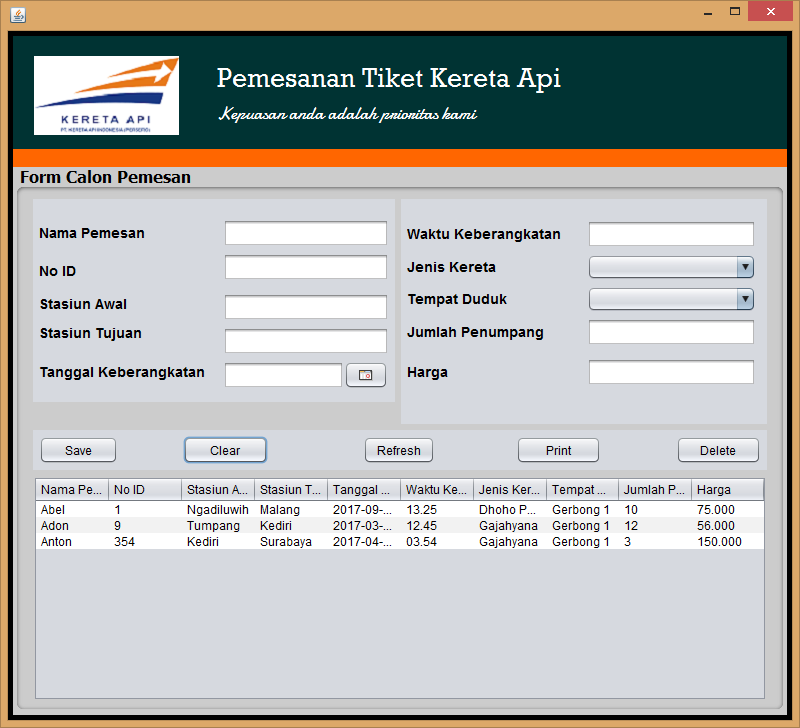 KERETA API
PT. KERETA API INDONESIA (PERSERO)
Pemesanan Tiket Kereta Api
Kepuasan anda adalah prioritas kami
Form Calon Pemesan
Nama Pemesan
No ID
Stasiun Awal
Stasiun Tujuan
Tanggal Keberangkatan
Waktu Keberangkatan
Jenis Kereta
Tempat Duduk
Jumlah Penumpang
Harga
Save Clear Refresh Print Delete
Nama Pe... No ID Stasiun A... Stasiun T... Tanggal ... Waktu Ke... Jenis Ker... Tempat ... Jumlah P... Harga
Abel 1 Ngadiluwih Malang 2017-09-... 13.25 Dhoho P... Gerbong 1 10 75.000
Adon 9 Tumpang Kediri 2017-03-... 12.45 Gajahyana Gerbong 1 12 56.000
Anton 354 Kediri Surabaya 2017-04-... 03.54 Gajahyana Gerbong 1 3 150.000